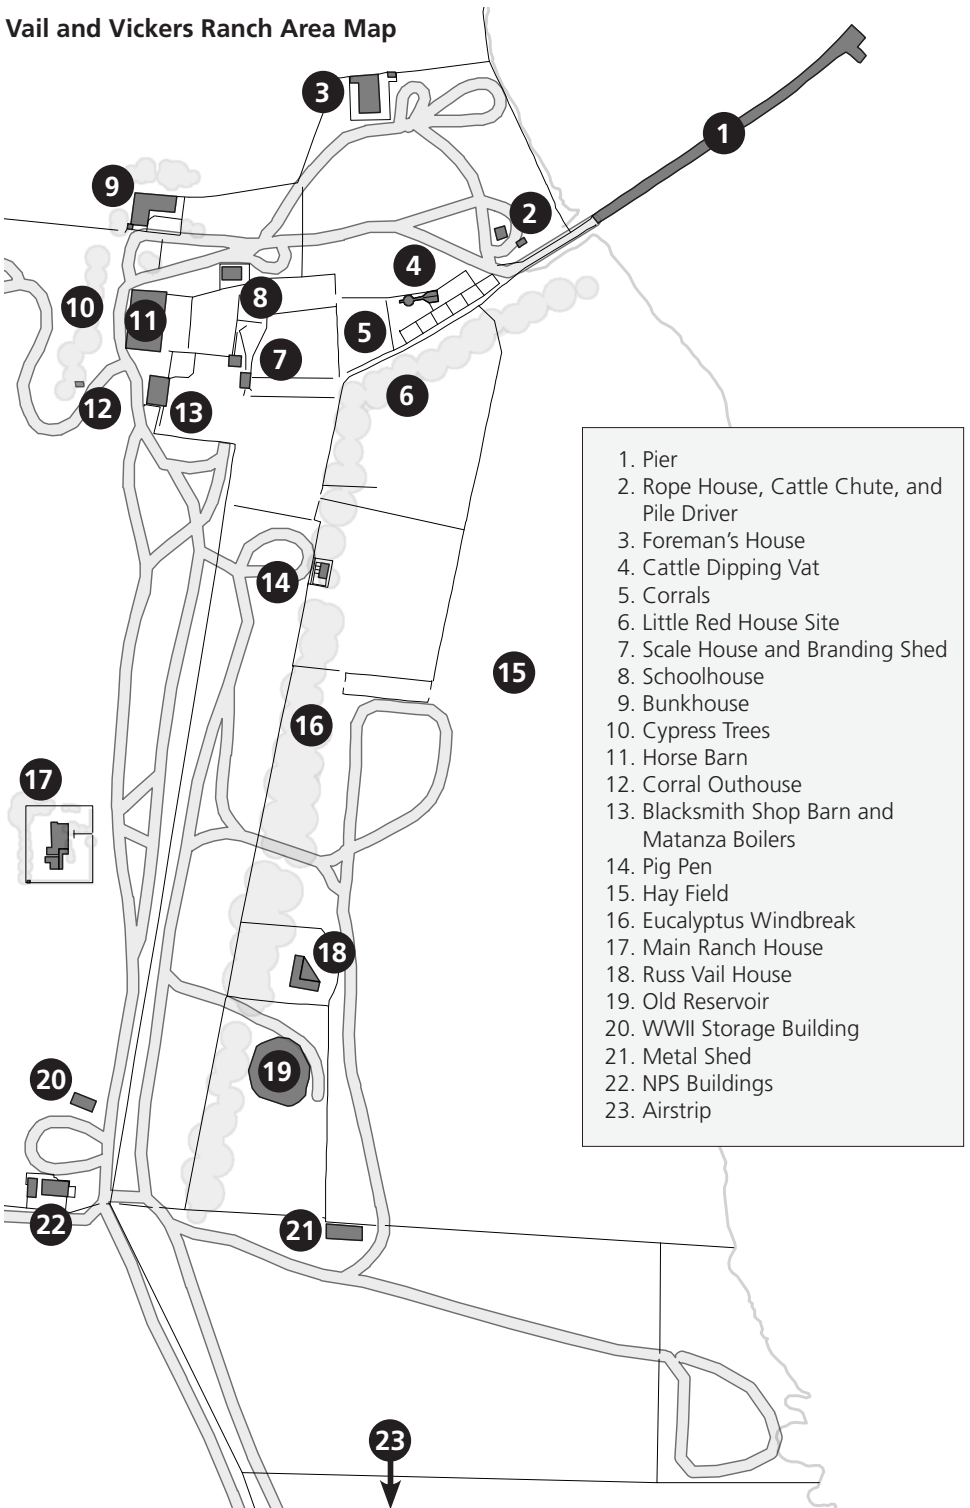 Vail and Vickers Ranch Area Map
3
1
9
2
4
10
8
11
5
7
6
12
13
14
15
16
17
18
19
20
21
22
23
1. Pier
2. Rope House, Cattle Chute, and
Pile Driver
3. Foreman’s House
4. Cattle Dipping Vat
5. Corrals
6. Little Red House Site
7. Scale House and Branding Shed
8. Schoolhouse
9. Bunkhouse
10. Cypress Trees
11. Horse Barn
12. Corral Outhouse
13. Blacksmith Shop Barn and
Matanza Boilers
14. Pig Pen
15. Hay Field
16. Eucalyptus Windbreak
17. Main Ranch House
18. Russ Vail House
19. Old Reservoir
20. WWII Storage Building
21. Metal Shed
22. NPS Buildings
23. Airstrip